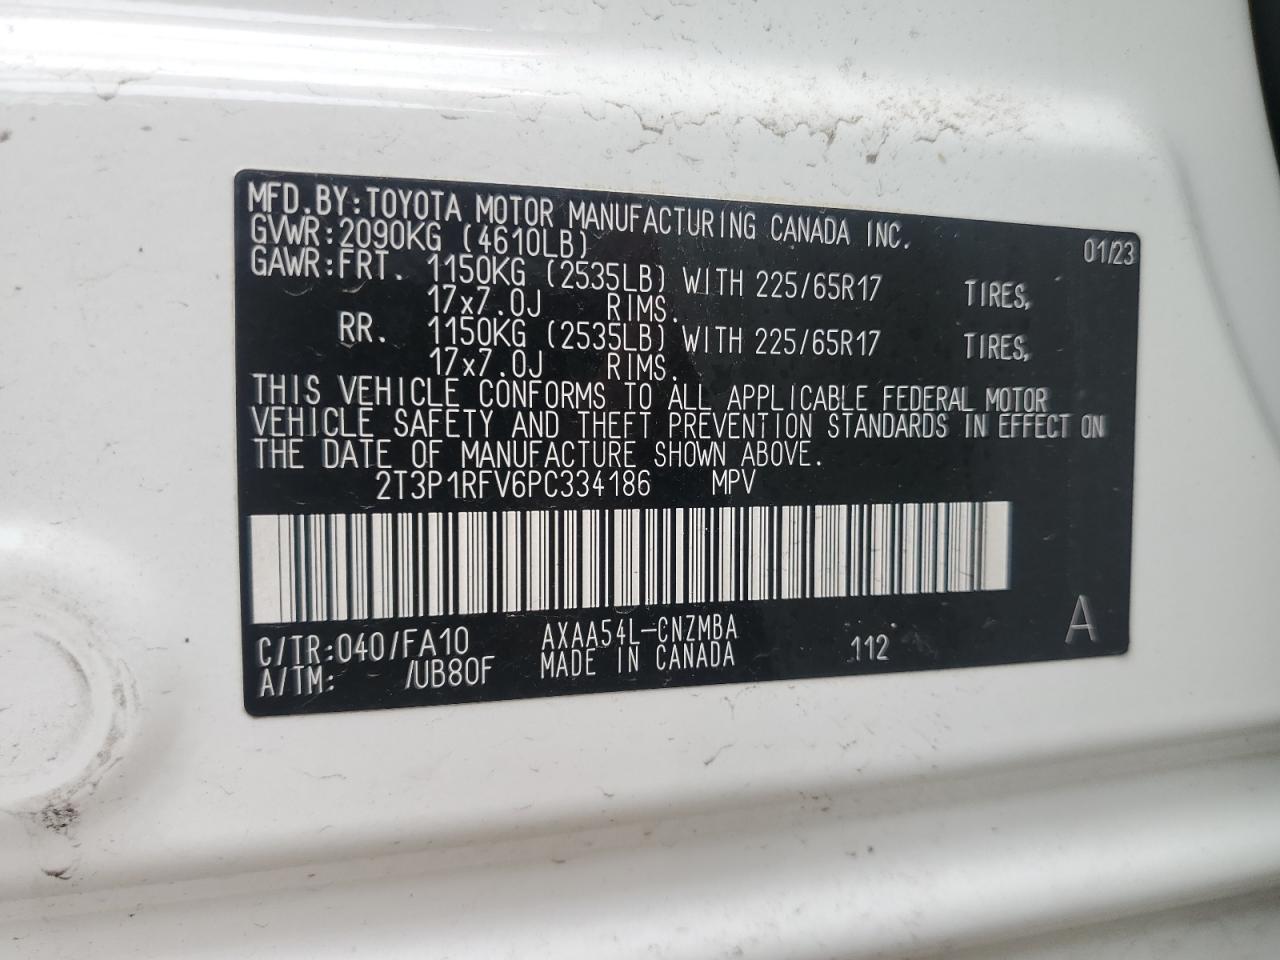 MFD.BY:TOYOTA MOTOR MANUFACTURING CANADA INC. 01/23
GVWR:2090KG (4610LB)
GAWR:FRT. 1150KG (2535LB) WITH 225/65R17 TIRES,
17x7.0J RIMS.
RR. 1150KG (2535LB) WITH 225/65R17 TIRES,
17x7.0J RIMS.
THIS VEHICLE CONFORMS TO ALL APPLICABLE FEDERAL MOTOR
VEHICLE SAFETY AND THEFT PREVENTION STANDARDS IN EFFECT ON
THE DATE OF MANUFACTURE SHOWN ABOVE.
2T3P1RFV6PC334186 MPV
C/TR:040/FA10 AXAA54L-CNZMBA 112 A
A/TM: /UB80F MADE IN CANADA